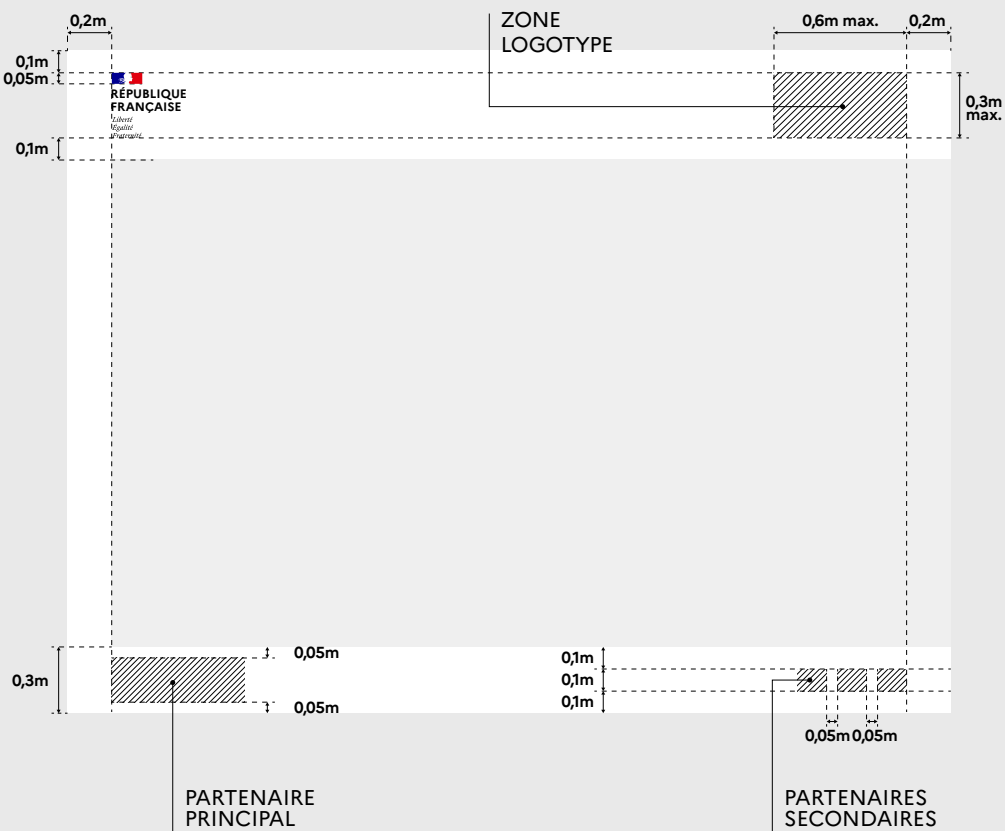 0,2m
ZONE
LOGOTYPE
0,6m max.
0,2m
0,1m
0,05m
RÉPUBLIQUE
FRANÇAISE
Liberté
Égalité
Fraternité
0,3m
max.
0,1m
0,05m
0,3m
0,05m
0,1m
0,1m
0,1m
0,05m
0,05m
PARTENAIRE
PRINCIPAL
PARTENAIRES
SECONDAIRES